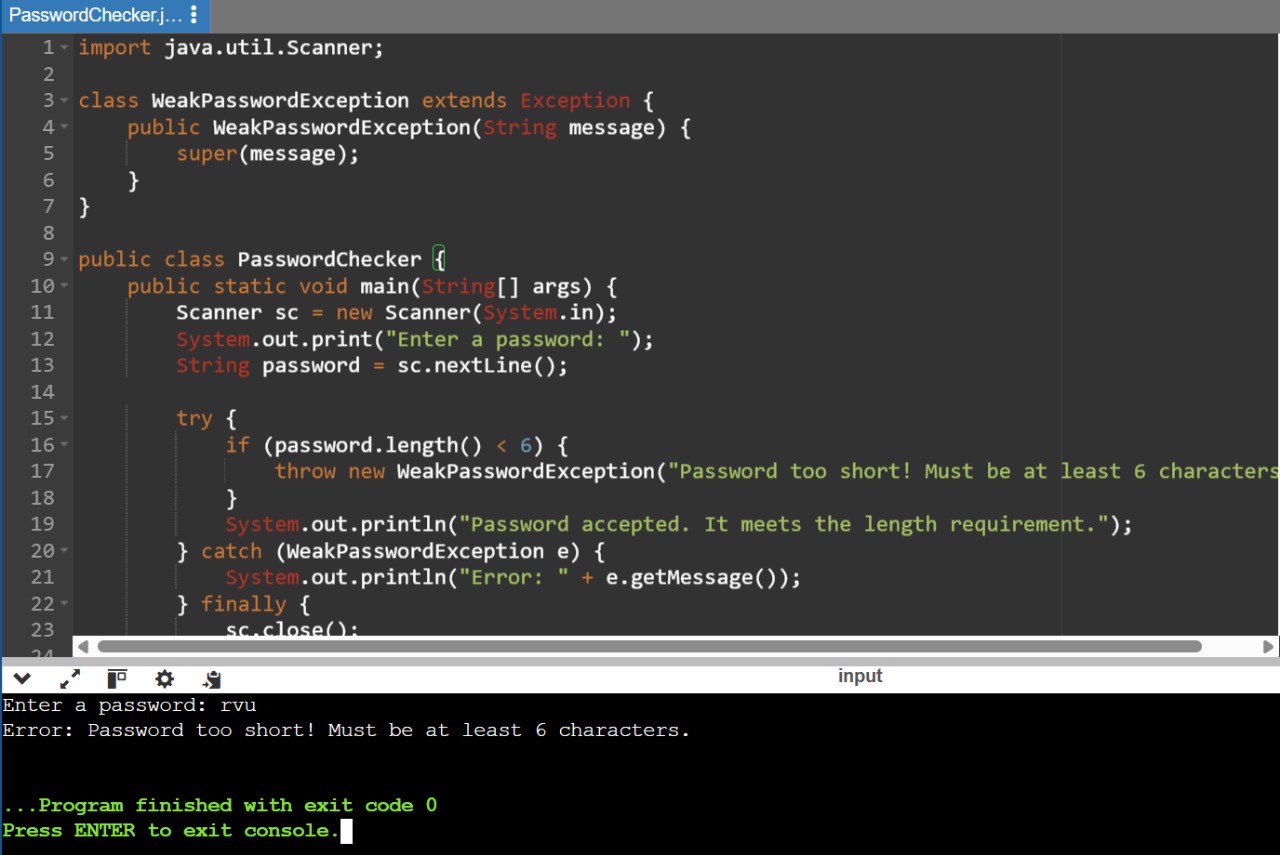 PasswordChecker.j...
1 import java.util.Scanner;
2
3 class WeakPasswordException extends Exception {
4     public WeakPasswordException(String message) {
5         super(message);
6     }
7 }
8
9 public class PasswordChecker {
10     public static void main(String[] args) {
11         Scanner sc = new Scanner(System.in);
12         System.out.print("Enter a password: ");
13         String password = sc.nextLine();
14
15         try {
16             if (password.length() < 6) {
17                 throw new WeakPasswordException("Password too short! Must be at least 6 characters
18             }
19             System.out.println("Password accepted. It meets the length requirement.");
20         } catch (WeakPasswordException e) {
21             System.out.println("Error: " + e.getMessage());
22         } finally {
23             sc.close();
24
input
Enter a password: rvu
Error: Password too short! Must be at least 6 characters.
...Program finished with exit code 0
Press ENTER to exit console.